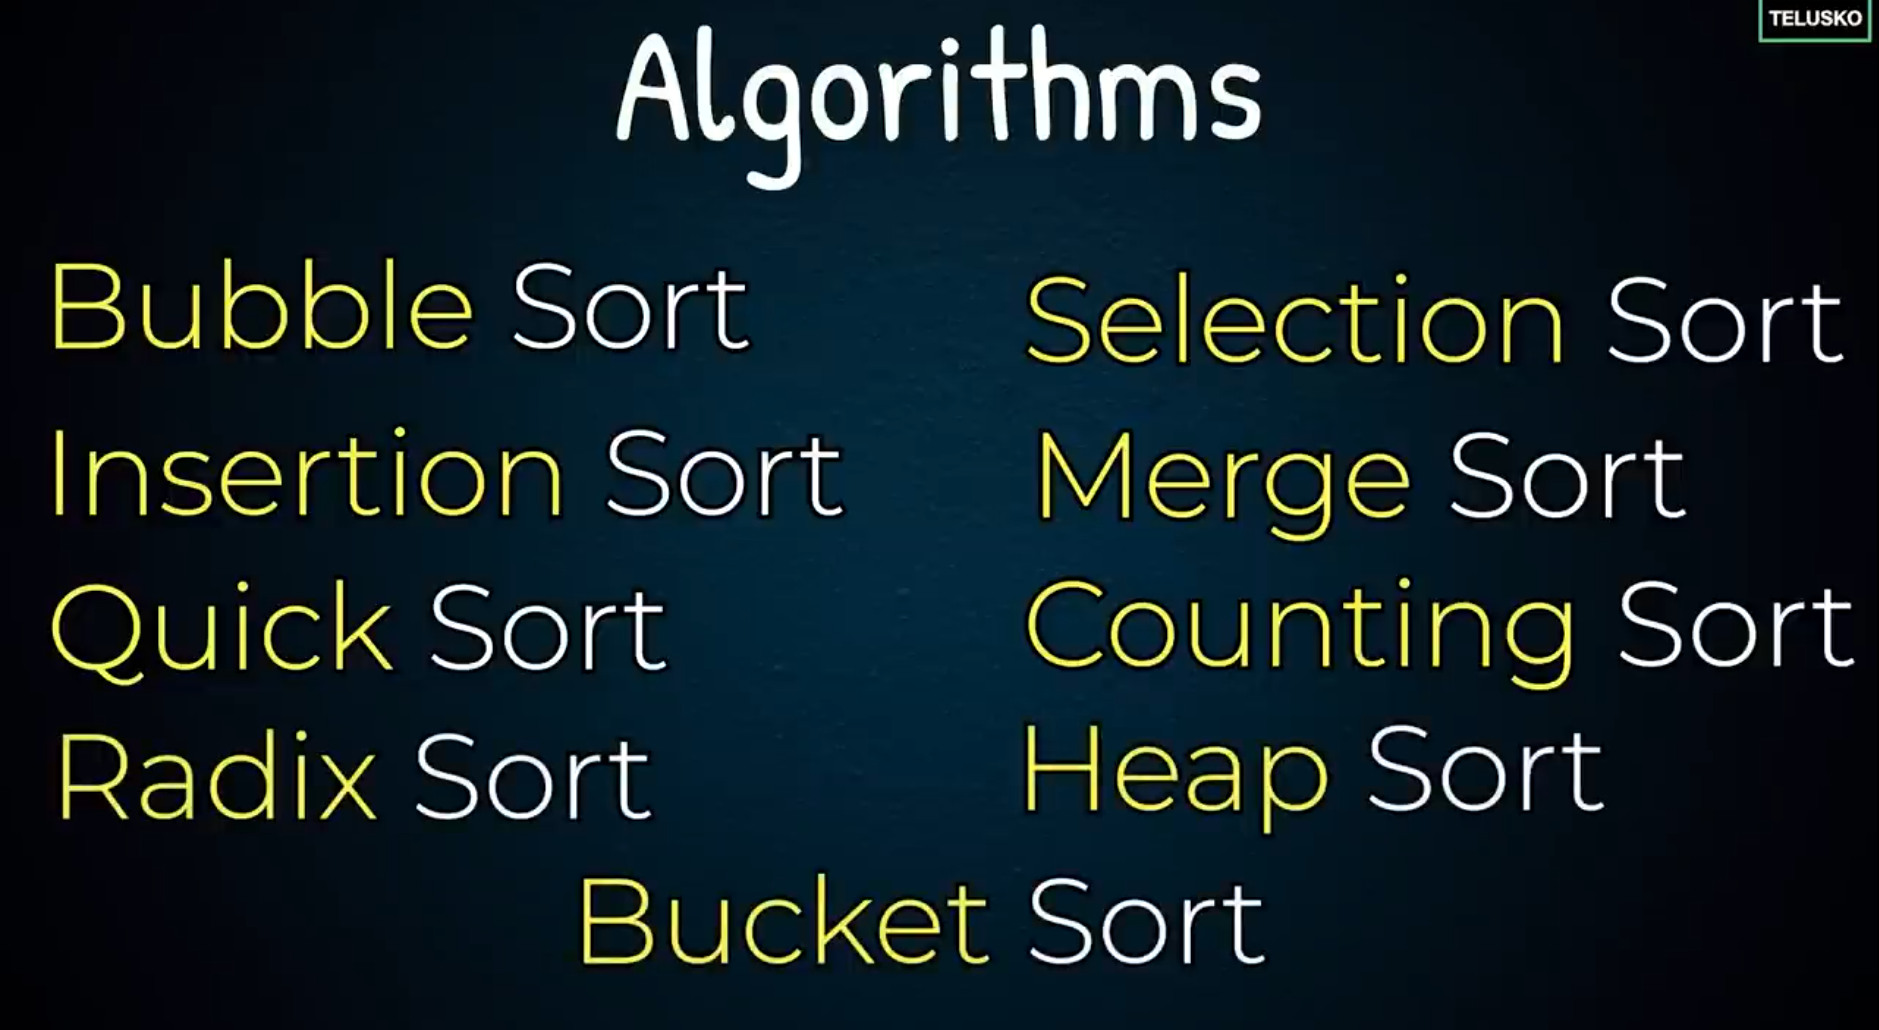 TELUSKO
Algorithms
Bubble Sort
Selection Sort
Insertion Sort
Merge Sort
Quick Sort
Counting Sort
Radix Sort
Heap Sort
Bucket Sort